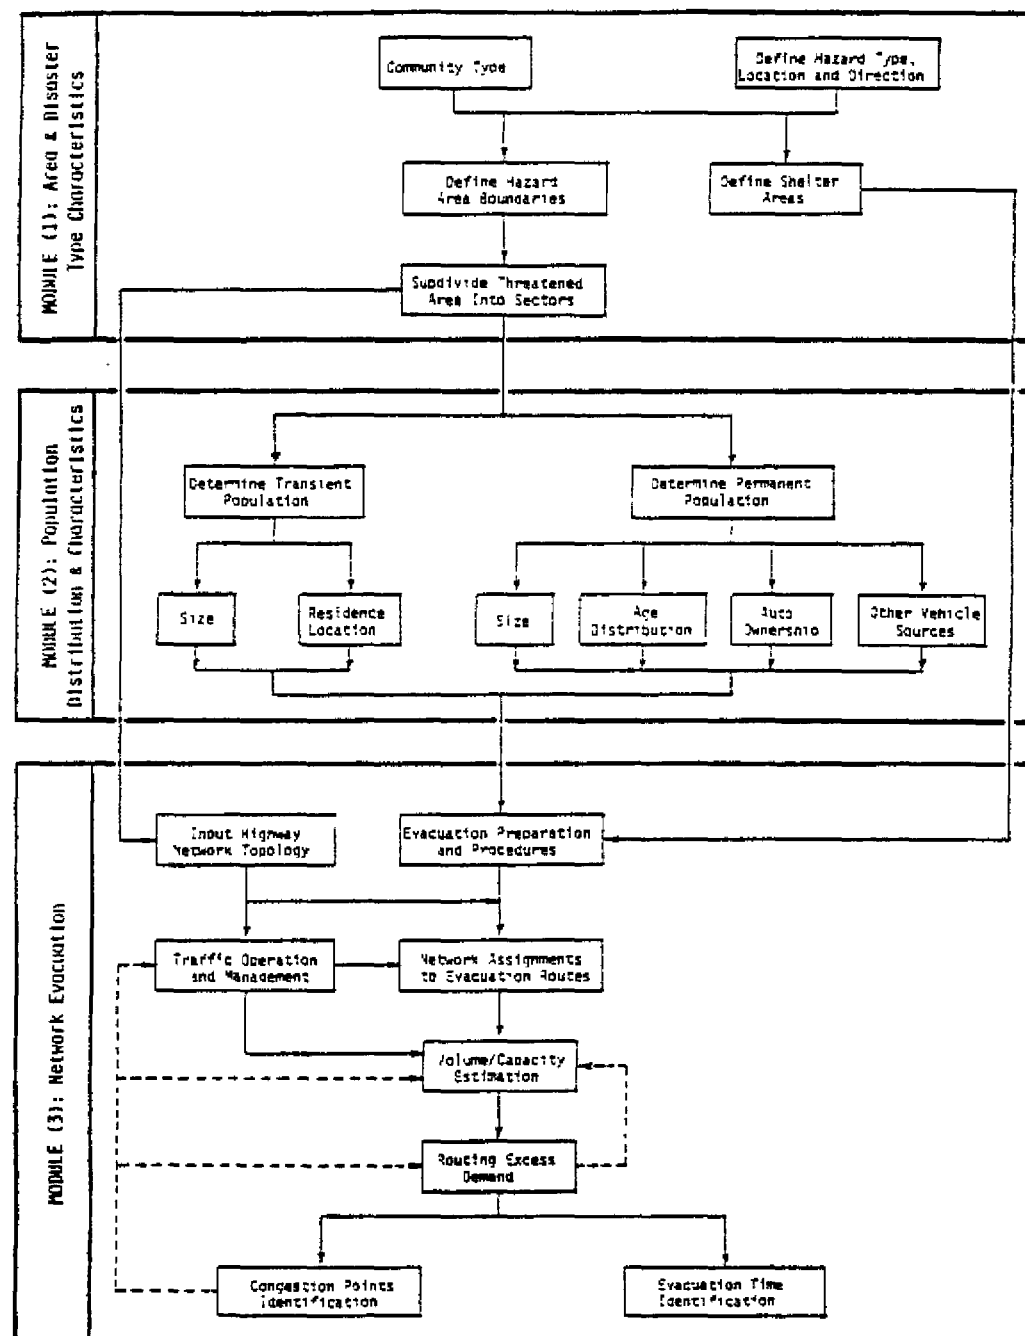 MODULE (1): Area & Disaster
Type Characteristics
Community Type
Define Hazard Type,
Location and Direction
Define Hazard
Area Boundaries
Define Shelter
Areas
Subdivide Threatened
Area Into Sectors
MODULE (2): Population
Distribution & Characteristics
Determine Transient
Population
Determine Permanent
Population
Size
Residence
Location
Size
Age
Distribution
Auto
Ownership
Other Vehicle
Sources
MODULE (3): Network Evacuation
Input Highway
Network Topology
Evacuation Preparation
and Procedures
Traffic Operation
and Management
Network Assignments
to Evacuation Routes
Volume/Capacity
Estimation
Routing Excess
Demand
Congestion Points
Identification
Evacuation Time
Identification